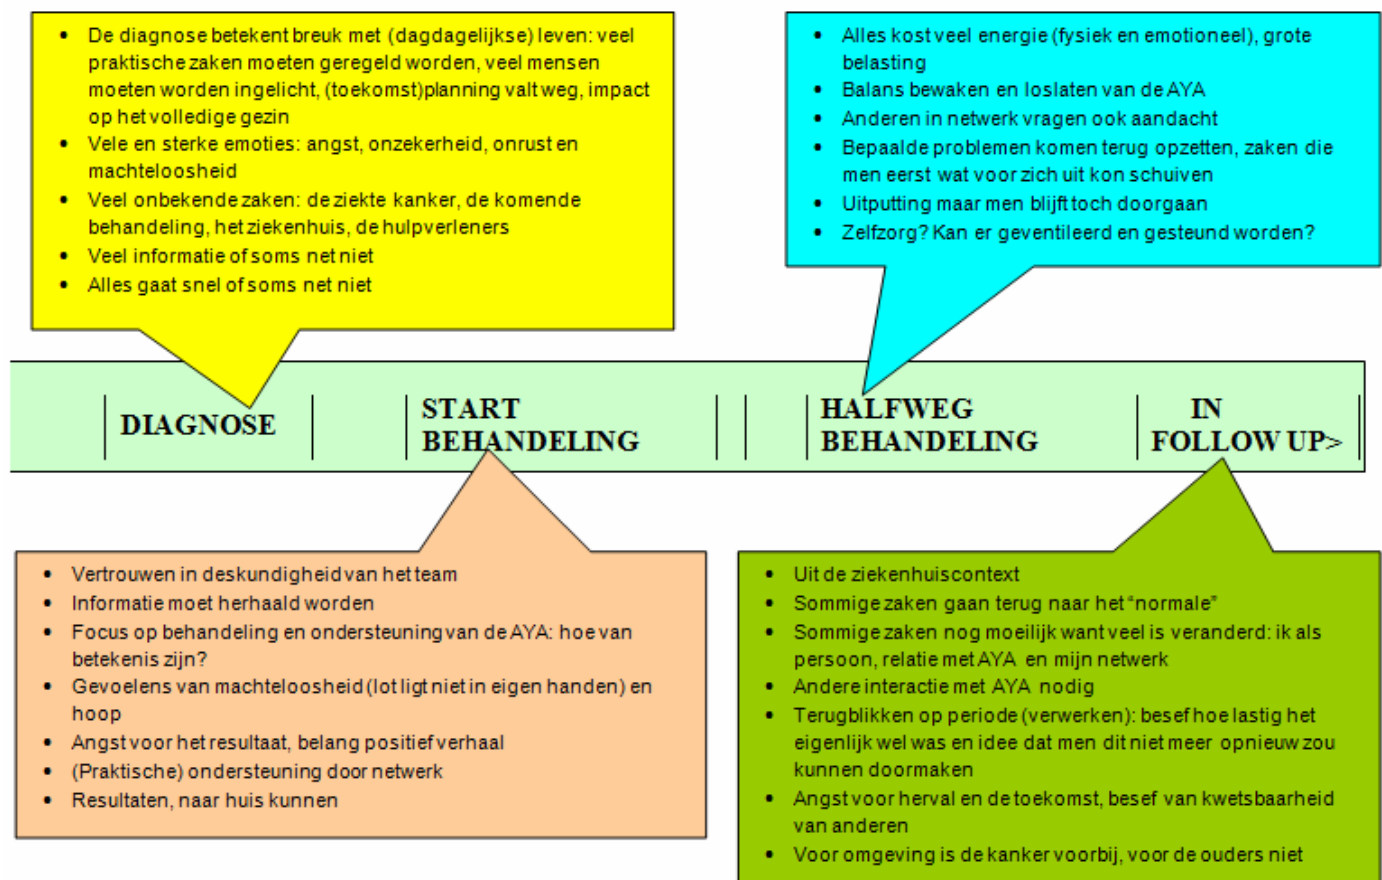 • De diagnose betekent breuk met (dagdagelijkse) leven: veel
praktische zaken moeten geregeld worden, veel mensen
moeten worden ingelicht, (toekomst)planning valt weg, impact
op het volledige gezin
• Vele en sterke emoties: angst, onzekerheid, onrust en
machteloosheid
• Veel onbekende zaken: de ziekte kanker, de komende
behandeling, het ziekenhuis, de hulpverleners
• Veel informatie of soms net niet
• Alles gaat snel of soms net niet
• Alles kost veel energie (fysiek en emotioneel), grote
belasting
• Balans bewaken en loslaten van de AYA
• Anderen in netwerk vragen ook aandacht
• Bepaalde problemen komen terug opzetten, zaken die
men eerst wat voor zich uit kon schuiven
• Uitputting maar men blijft toch doorgaan
• Zelfzorg? Kan er geventileerd en gesteund worden?
DIAGNOSE
START
BEHANDELING
HALFWEG
BEHANDELING
IN
FOLLOW UP>
• Vertrouwen in deskundigheid van het team
• Informatie moet herhaald worden
• Focus op behandeling en ondersteuning van de AYA: hoe van
betekenis zijn?
• Gevoelens van machteloosheid (lot ligt niet in eigen handen) en
hoop
• Angst voor het resultaat, belang positief verhaal
• (Praktische) ondersteuning door netwerk
• Resultaten, naar huis kunnen
• Uit de ziekenhuiscontext
• Sommige zaken gaan terug naar het “normale”
• Sommige zaken nog moeilijk want veel is veranderd: ik als
persoon, relatie met AYA en mijn netwerk
• Andere interactie met AYA nodig
• Terugblikken op periode (verwerken): besef hoe lastig het
eigenlijk wel was en idee dat men dit niet meer opnieuw zou
kunnen doormaken
• Angst voor herval en de toekomst, besef van kwetsbaarheid
van anderen
• Voor omgeving is de kanker voorbij, voor de ouders niet